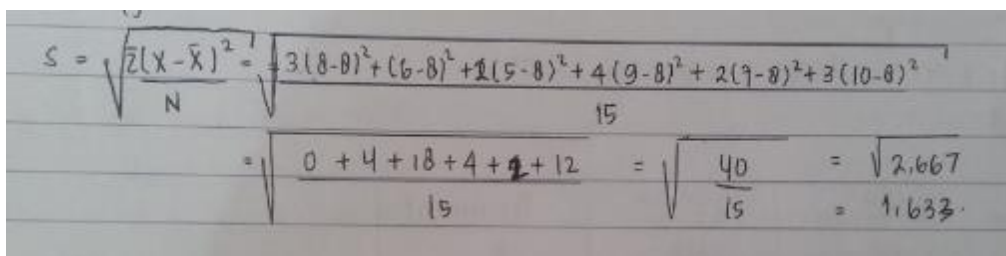 S = √(Σ(X-X̄)²/N) = √((3(8-8)²+(6-8)²+2(5-8)²+4(9-8)²+2(7-8)²+3(10-8)²)/15)
= √((0+4+18+4+2+12)/15) = √(40/15) = √2.667
= 1.633.